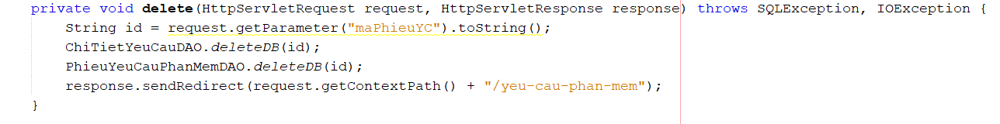 private void delete(HttpServletRequest request, HttpServletResponse response) throws SQLException, IOException {
String id = request.getParameter("maPhieuYC").toString();
ChiTietYeuCauDAO.deleteDB(id);
PhieuYeuCauPhanMemDAO.deleteDB(id);
response.sendRedirect(request.getContextPath() + "/yeu-cau-phan-mem");
}